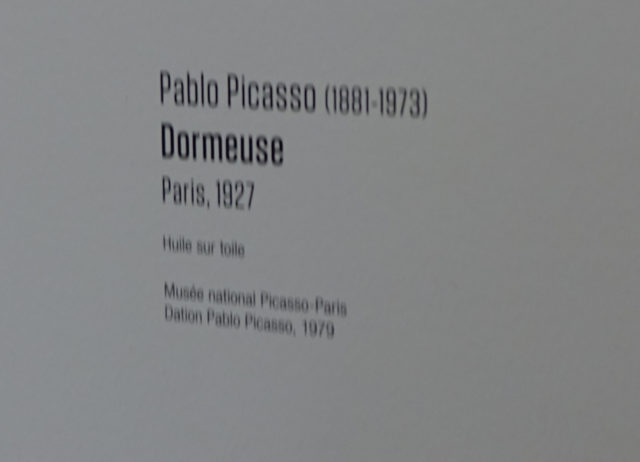 Pablo Picasso (1881-1973)
Dormeuse
Paris, 1927
Huile sur toile
Musée national Picasso-Paris
Dation Pablo Picasso, 1979